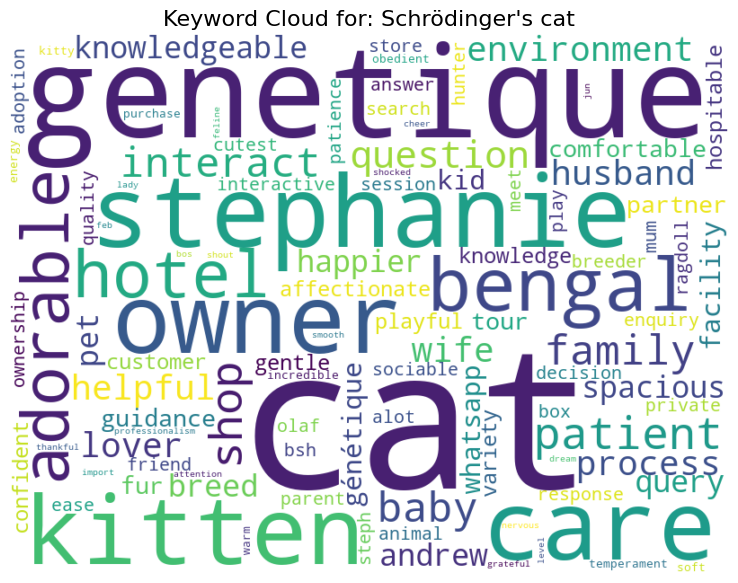 Keyword Cloud for: Schrödinger's cat
kitty knowledgeable store obedient environment
adoption genetique answer hunter hospitable
search jun
energy purchase feline cheer patience
cutest question comfortable
interact shocked
lady interactive session kid meet play husband
quality stephanie partner
adorable feb mum ragdoll
bos shout happier knowledge breeder facility
hotel affectionate bengal
owner playful tour enquiry
ownership pet smooth wife family
customer gentle sociable decision
helpful incredible cat spacious
shop olaf génétique alot whatsapp box private
guidance patient
professionalism bsh variety
thankful lover friend process
confident import attention dream
fur breed parent baby response query
ease kitten animal nervous care
steph level
warm andrew grateful temperament soft